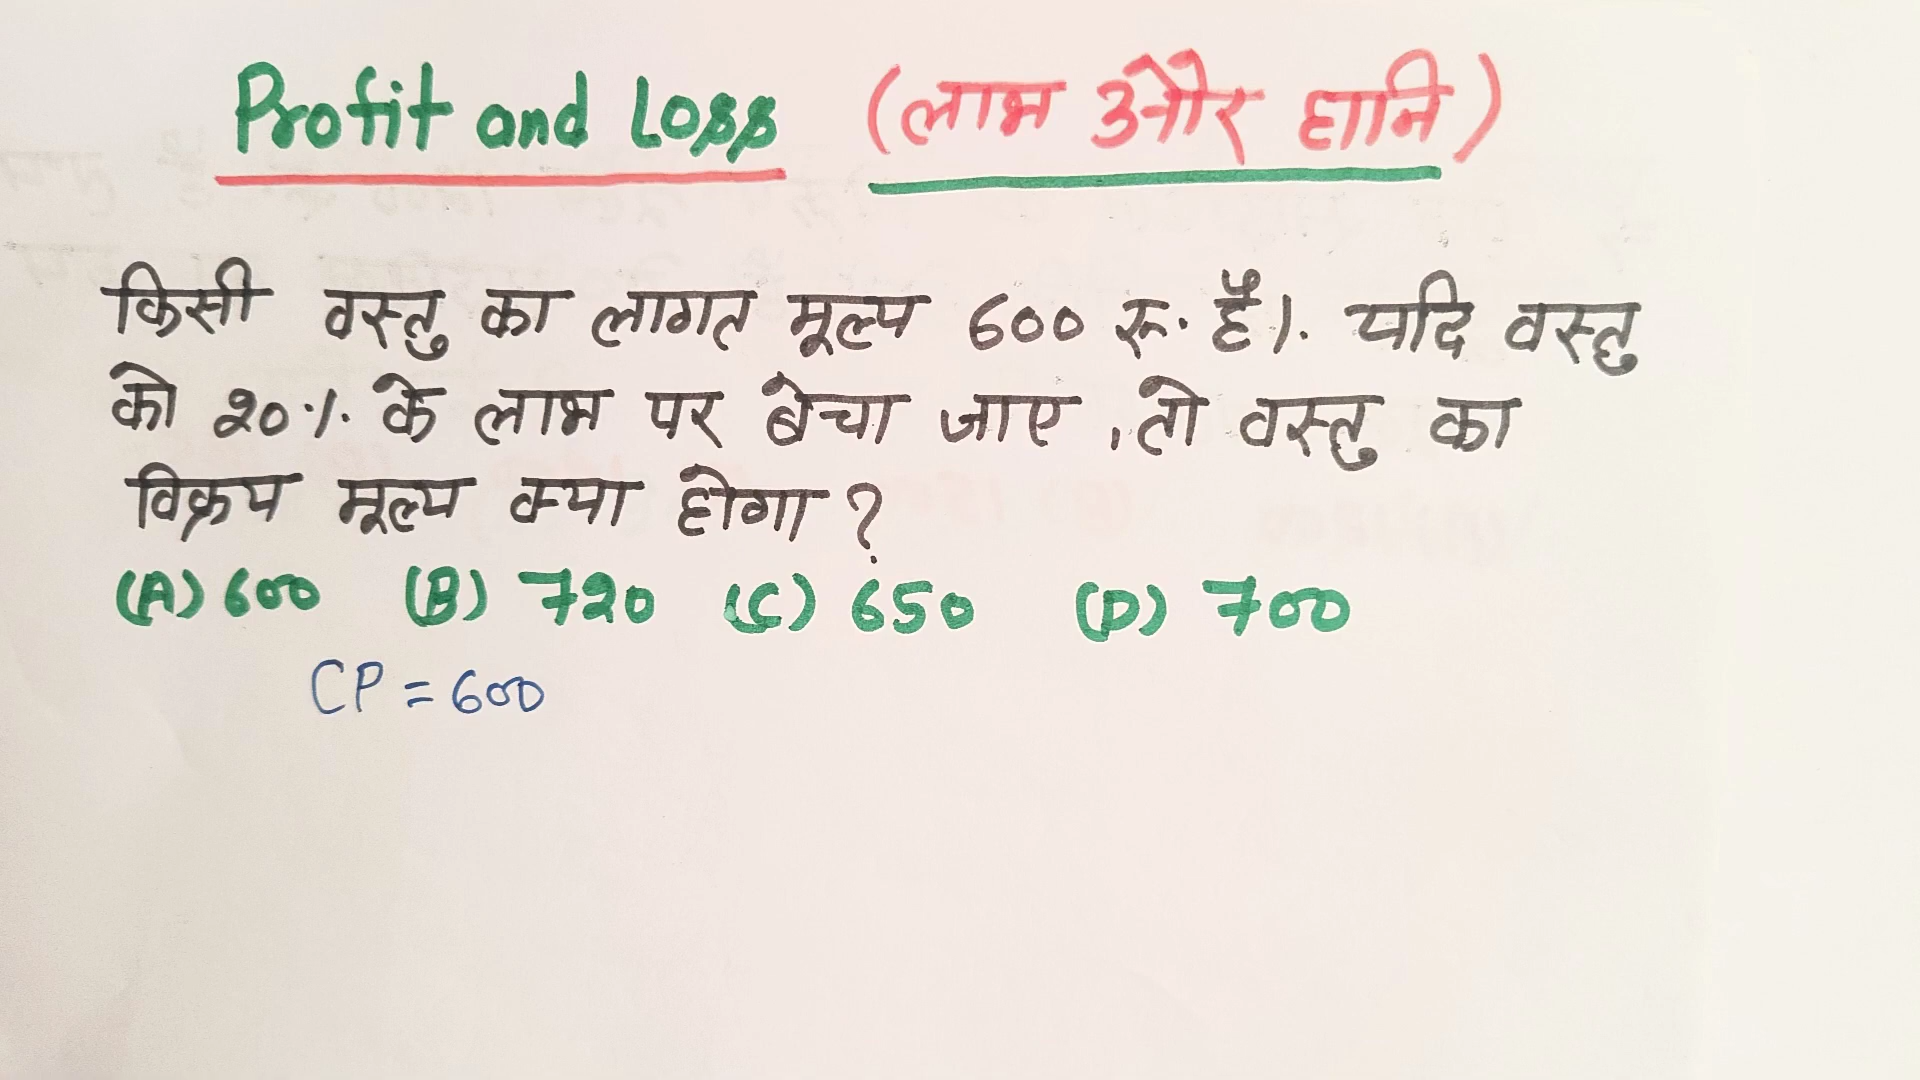 Profit and Loss (लाभ और हानि)
किसी वस्तु का लागत मूल्य 600 रू. है। यदि वस्तु
को 20% के लाभ पर बेचा जाए, तो वस्तु का
विक्रय मूल्य क्या होगा?
(A) 600 (B) 720 (C) 650 (D) 700
CP = 600